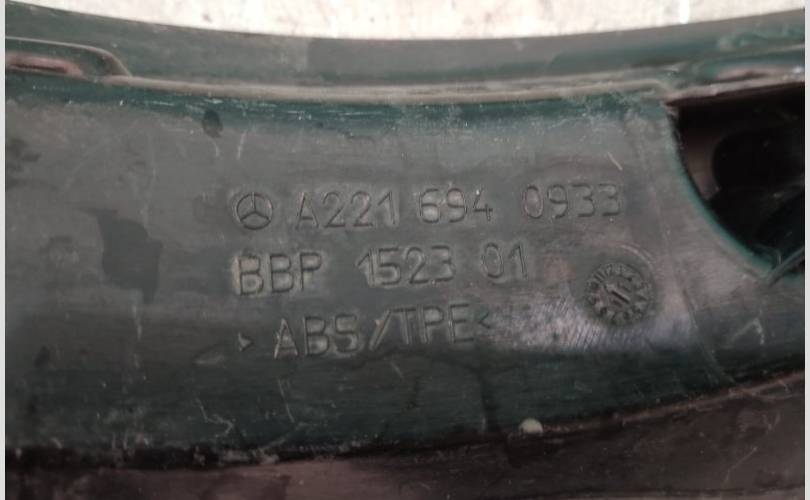 A221 694 0933
BBP 1523 01
>ABS/TPE<